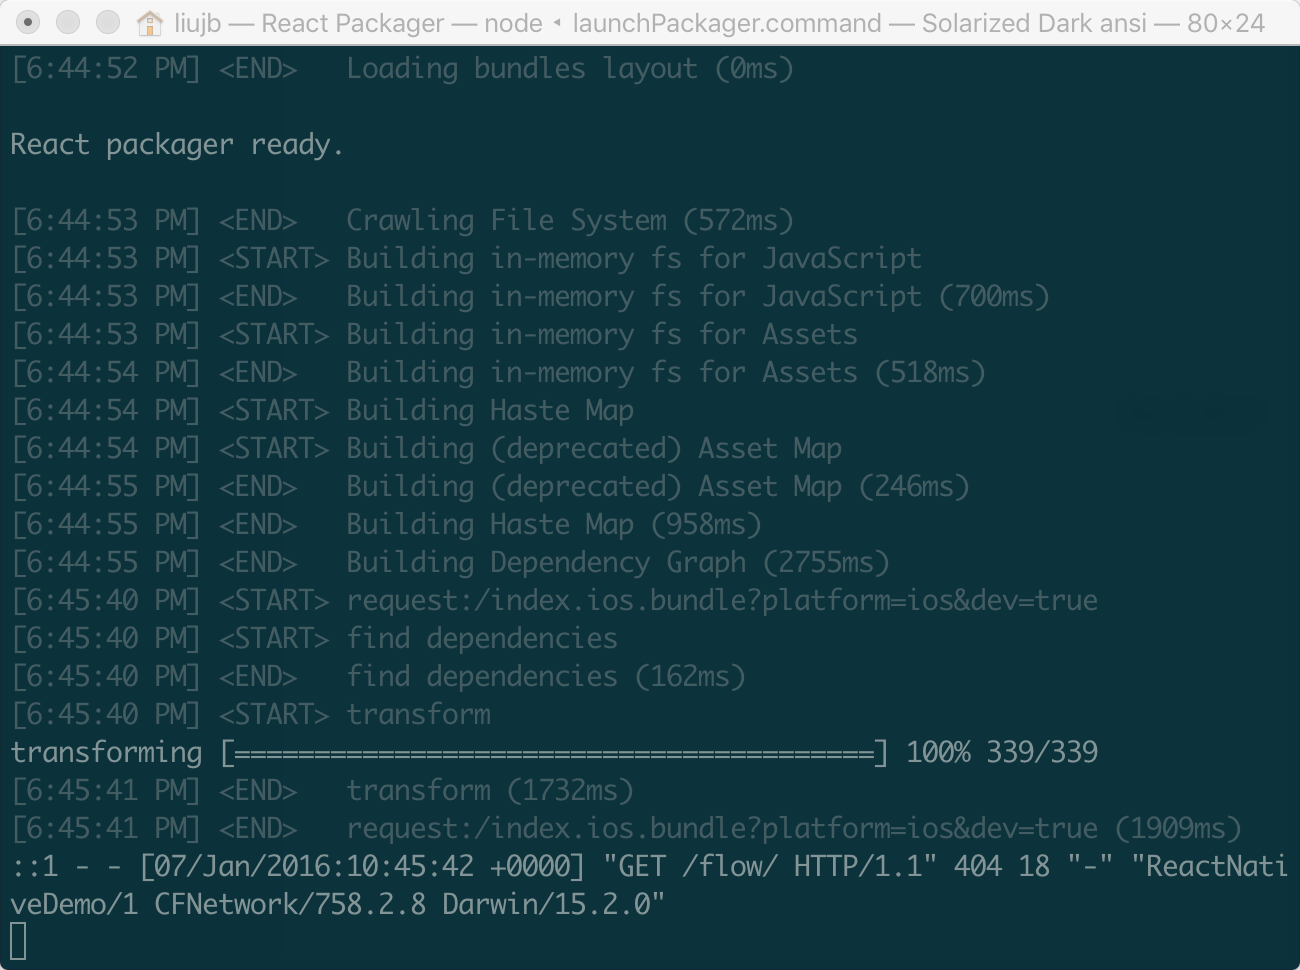 liujb — React Packager — node ◂ launchPackager.command — Solarized Dark ansi — 80×24
[6:44:52 PM] <END>   Loading bundles layout (0ms)
React packager ready.
[6:44:53 PM] <END>   Crawling File System (572ms)
[6:44:53 PM] <START> Building in-memory fs for JavaScript
[6:44:53 PM] <END>   Building in-memory fs for JavaScript (700ms)
[6:44:53 PM] <START> Building in-memory fs for Assets
[6:44:54 PM] <END>   Building in-memory fs for Assets (518ms)
[6:44:54 PM] <START> Building Haste Map
[6:44:54 PM] <START> Building (deprecated) Asset Map
[6:44:55 PM] <END>   Building (deprecated) Asset Map (246ms)
[6:44:55 PM] <END>   Building Haste Map (958ms)
[6:44:55 PM] <END>   Building Dependency Graph (2755ms)
[6:45:40 PM] <START> request:/index.ios.bundle?platform=ios&dev=true
[6:45:40 PM] <START> find dependencies
[6:45:40 PM] <END>   find dependencies (162ms)
[6:45:40 PM] <START> transform
transforming [========================================] 100% 339/339
[6:45:41 PM] <END>   transform (1732ms)
[6:45:41 PM] <END>   request:/index.ios.bundle?platform=ios&dev=true (1909ms)
::1 - - [07/Jan/2016:10:45:42 +0000] "GET /flow/ HTTP/1.1" 404 18 "-" "ReactNati
veDemo/1 CFNetwork/758.2.8 Darwin/15.2.0"